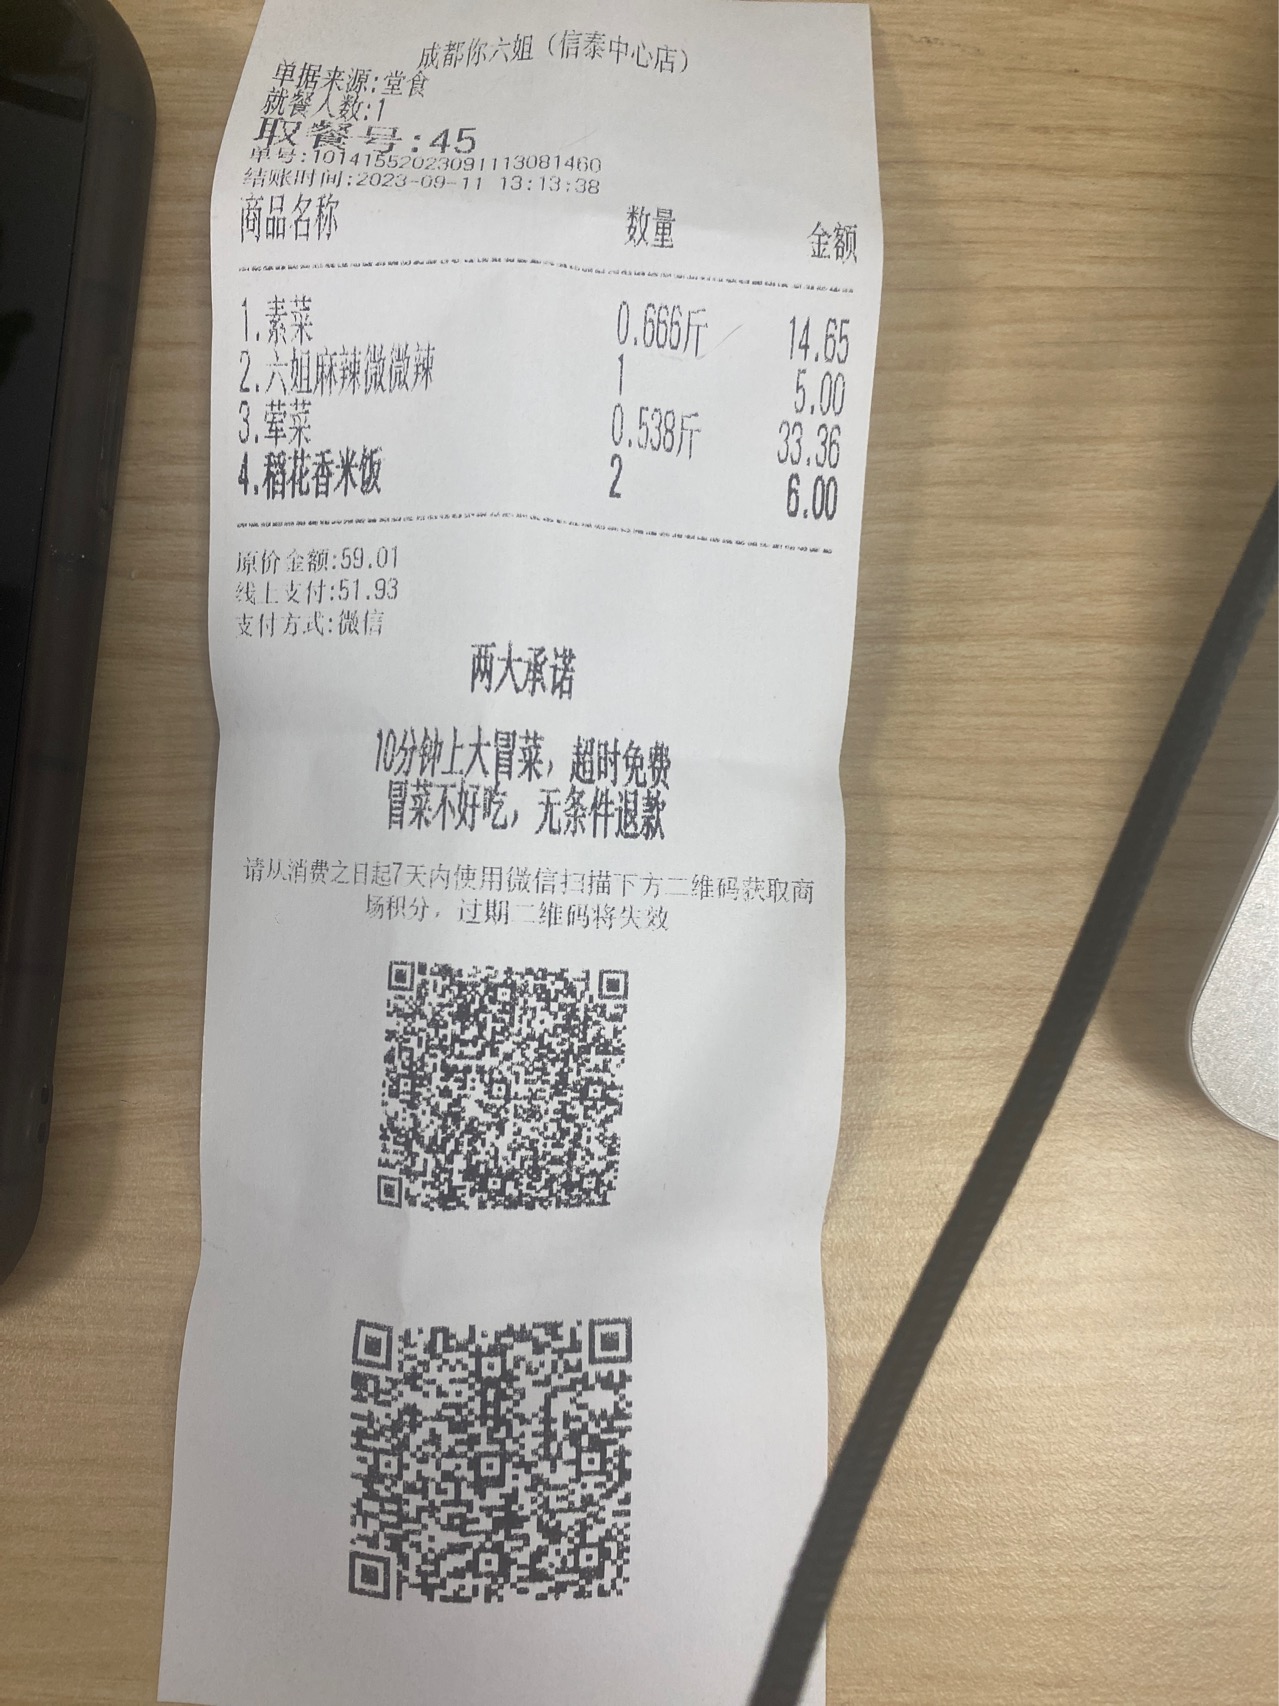 成都你六姐（信泰中心店）
单据来源:堂食
就餐人数:1
取餐号:45
单号:10141552023091113081460
结账时间:2023-09-11 13:13:38
商品名称 数量 金额
1.素菜 0.666斤 14.65
2.六姐麻辣微微辣 1 5.00
3.荤菜 0.538斤 33.36
4.稻花香米饭 2 6.00
原价金额:59.01
线上支付:51.93
支付方式:微信
两大承诺
10分钟上大冒菜，超时免费
冒菜不好吃，无条件退款
请从消费之日起7天内使用微信扫描下方二维码获取商
场积分，过期二维码将失效